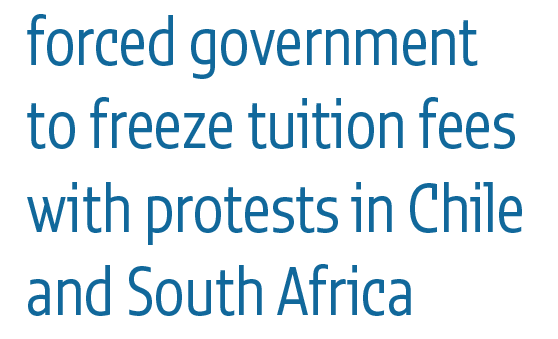 forced government
to freeze tuition fees
with protests in Chile
and South Africa